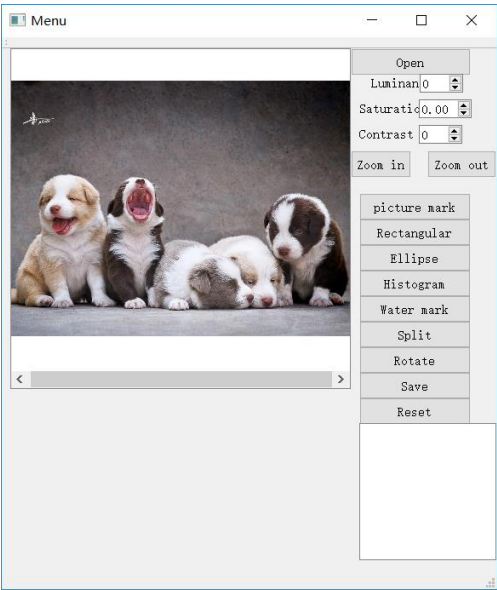 Menu
Open
Luminan 0
Saturatic 0.00
Contrast 0
Zoom in Zoom out
picture mark
Rectangular
Ellipse
Histogram
Water mark
Split
Rotate
Save
Reset